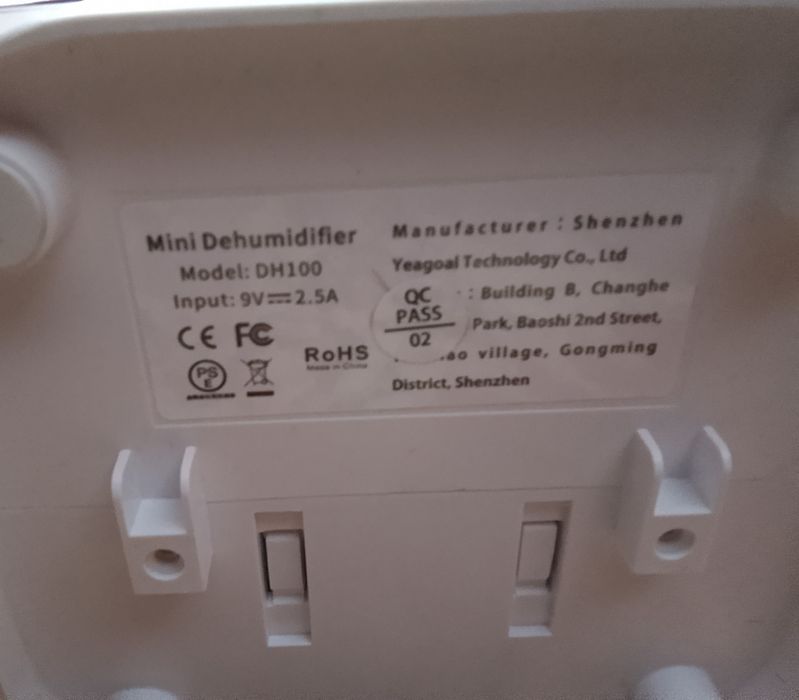 Mini Dehumidifier
Model: DH100
Input: 9V⎓2.5A
CE FC
PS
E
RoHS
Made in China
Manufacturer : Shenzhen
Yeagoal Technology Co., Ltd
: Building B, Changhe
Park, Baoshi 2nd Street,
village, Gongming
District, Shenzhen
QC
PASS
02